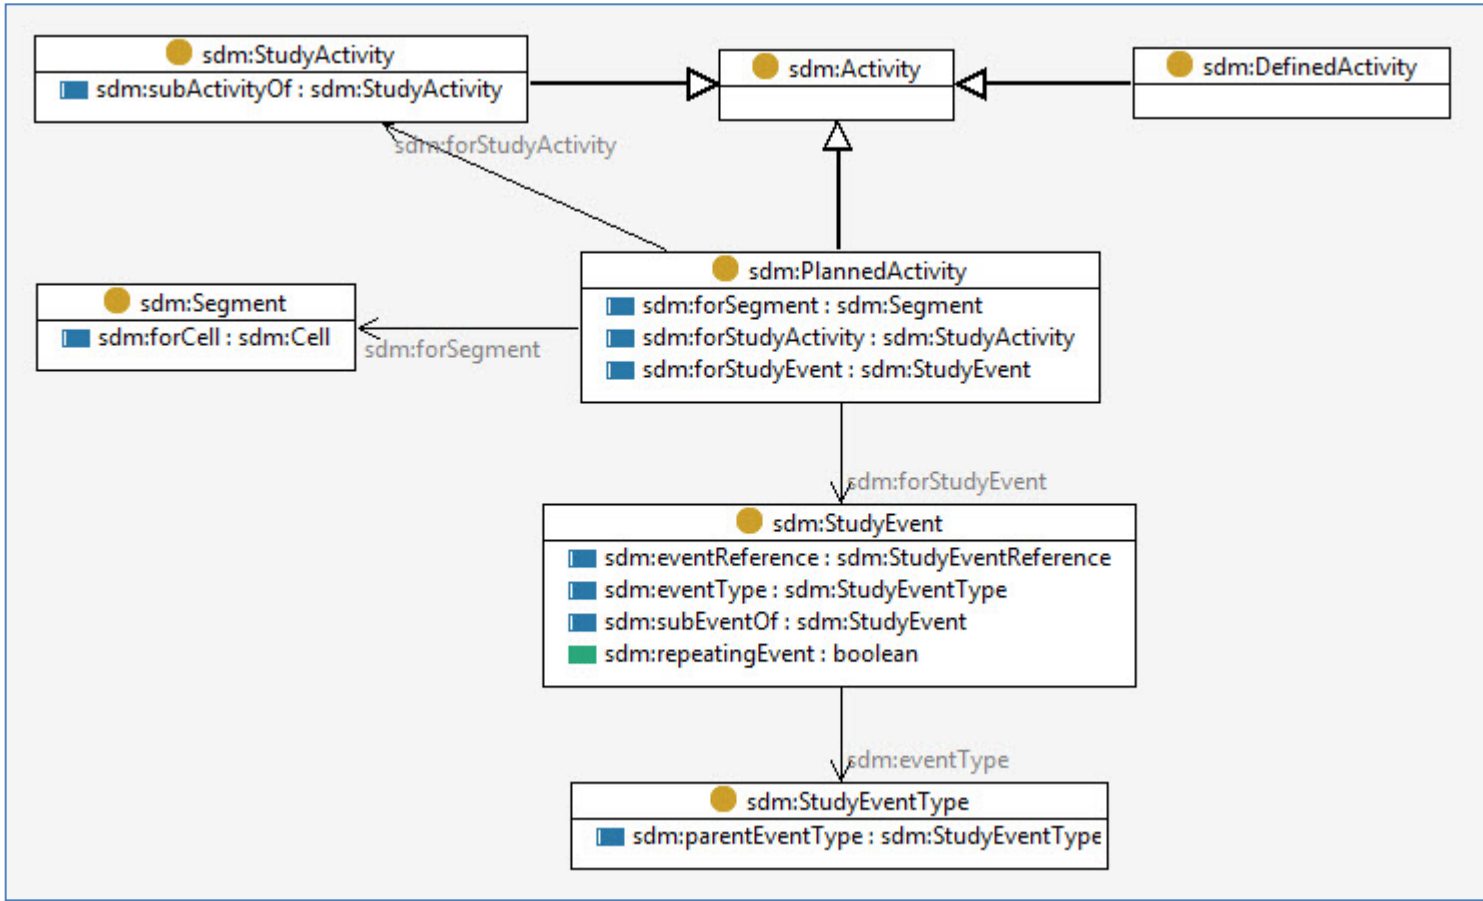 sdm:StudyActivity
sdm:subActivityOf : sdm:StudyActivity
sdm:Activity
sdm:DefinedActivity
sdm:forStudyActivity
sdm:PlannedActivity
sdm:forSegment : sdm:Segment
sdm:forStudyActivity : sdm:StudyActivity
sdm:forStudyEvent : sdm:StudyEvent
sdm:Segment
sdm:forCell : sdm:Cell
sdm:forSegment
sdm:forStudyEvent
sdm:StudyEvent
sdm:eventReference : sdm:StudyEventReference
sdm:eventType : sdm:StudyEventType
sdm:subEventOf : sdm:StudyEvent
sdm:repeatingEvent : boolean
sdm:eventType
sdm:StudyEventType
sdm:parentEventType : sdm:StudyEventType